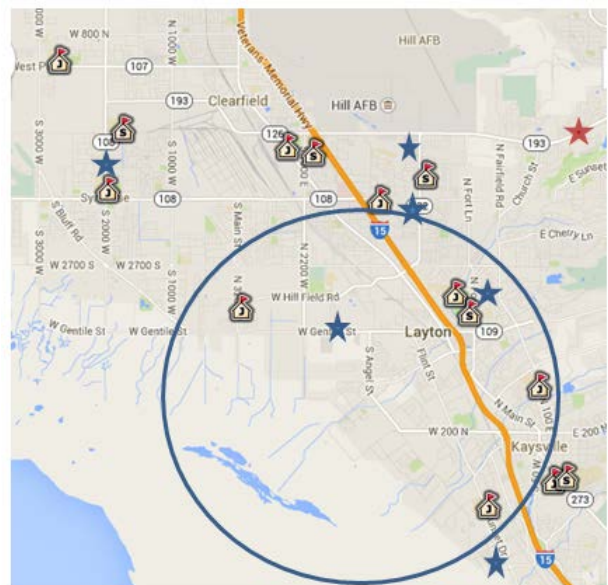 W 800 N
N 1000 W
Veterans' Memorial Hwy
Hill AFB
West P
J
107
193
Clearfield
Hill AFB
S
108
126
J
S
193
S 3000 W
S 1000 W
N Fairfield Rd
Church St
E Sunset
S
J
108
108
J
N Fort Ln
S Bluff Rd
S 2000 W
S Main St
15
E Cherry Ln
S 3000 W
W 2700 S
W 2700 S
S 1000 W
N 2200 W
W Hill Field Rd
J
J
S
W Gentile St
W Gentile St
W Gentile St
Layton
109
S Angel St
Flint St
J
N Main St
W 200 N
E 200 N
Kaysville
J
S
273
J
15